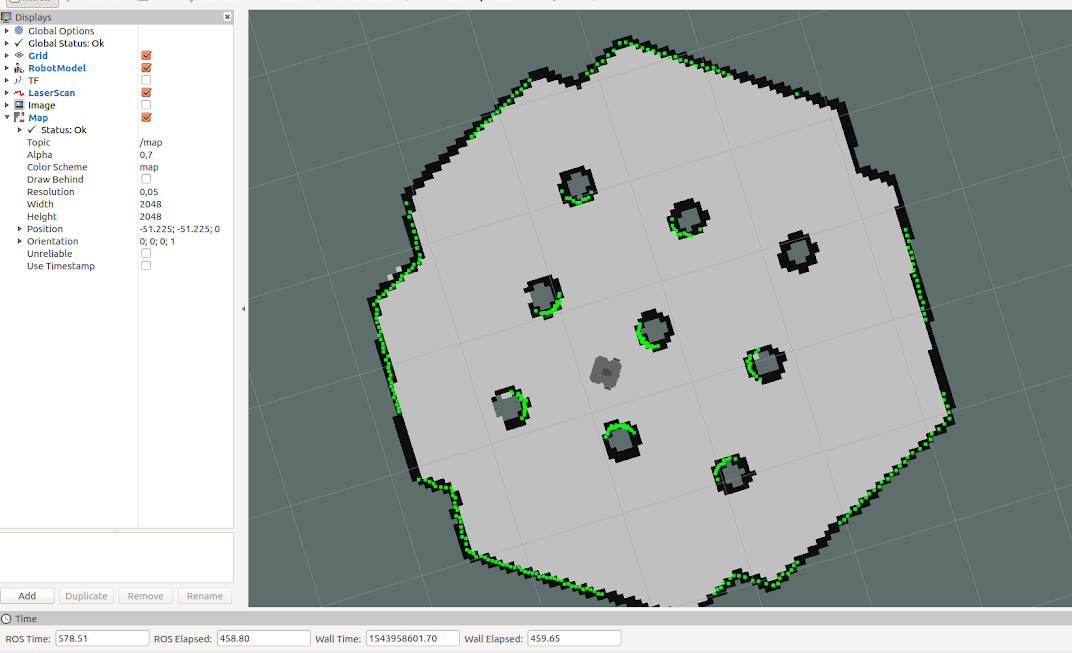 Displays
Global Options
Global Status: Ok
Grid
RobotModel
TF
LaserScan
Image
Map
Status: Ok
Topic /map
Alpha 0,7
Color Scheme map
Draw Behind
Resolution 0,05
Width 2048
Height 2048
Position -51.225; -51.225; 0
Orientation 0; 0; 0; 1
Unreliable
Use Timestamp
Add Duplicate Remove Rename
Time
ROS Time: 578.51 ROS Elapsed: 458.80 Wall Time: 1543958601.70 Wall Elapsed: 459.65